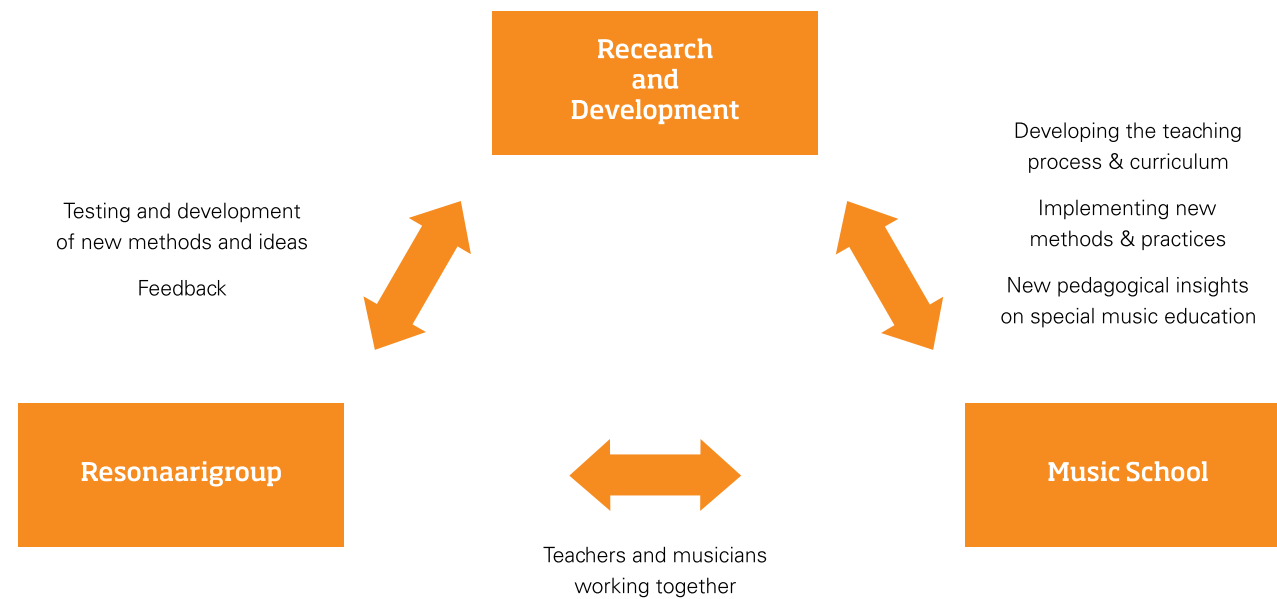 Recearch
and
Development
Developing the teaching
process & curriculum
Implementing new
methods & practices
New pedagogical insights
on special music education
Testing and development
of new methods and ideas
Feedback
Resonaarigroup
Music School
Teachers and musicians
working together